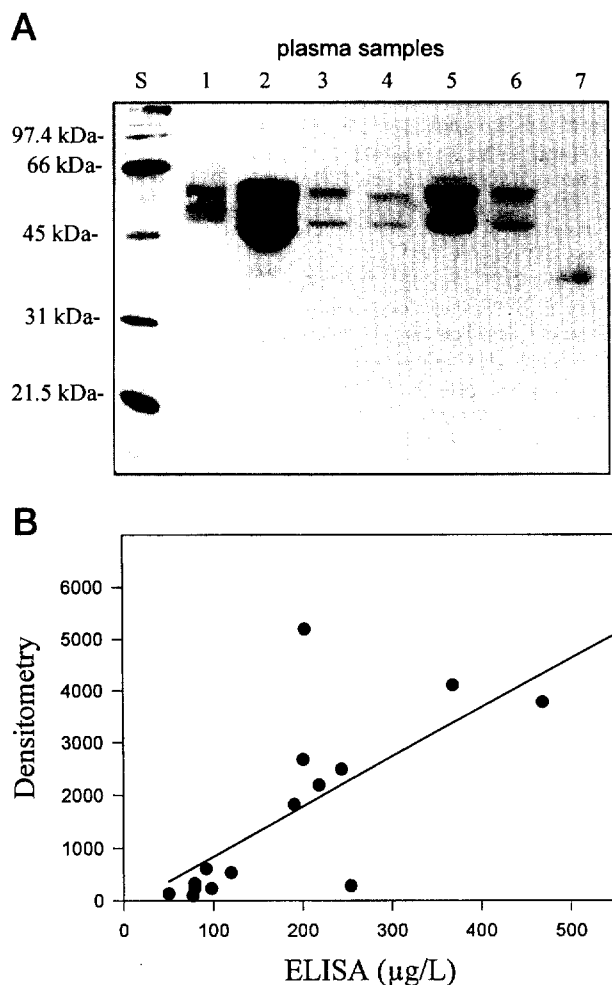 A
plasma samples
S 1 2 3 4 5 6 7
97.4 kDa-
66 kDa-
45 kDa-
31 kDa-
21.5 kDa-
B
6000
5000
4000
3000
2000
1000
0
Densitometry
0 100 200 300 400 500
ELISA (µg/L)